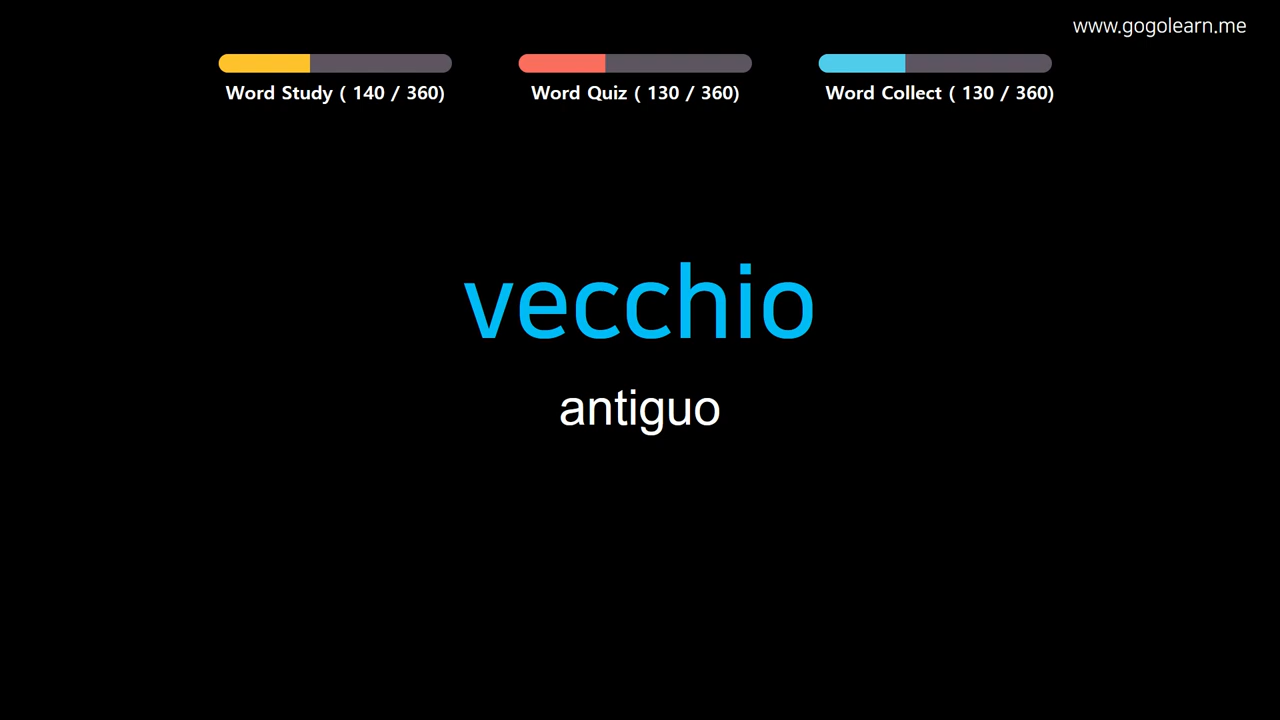 www.gogolearn.me
Word Study ( 140 / 360)
Word Quiz ( 130 / 360)
Word Collect ( 130 / 360)
vecchio
antiguo